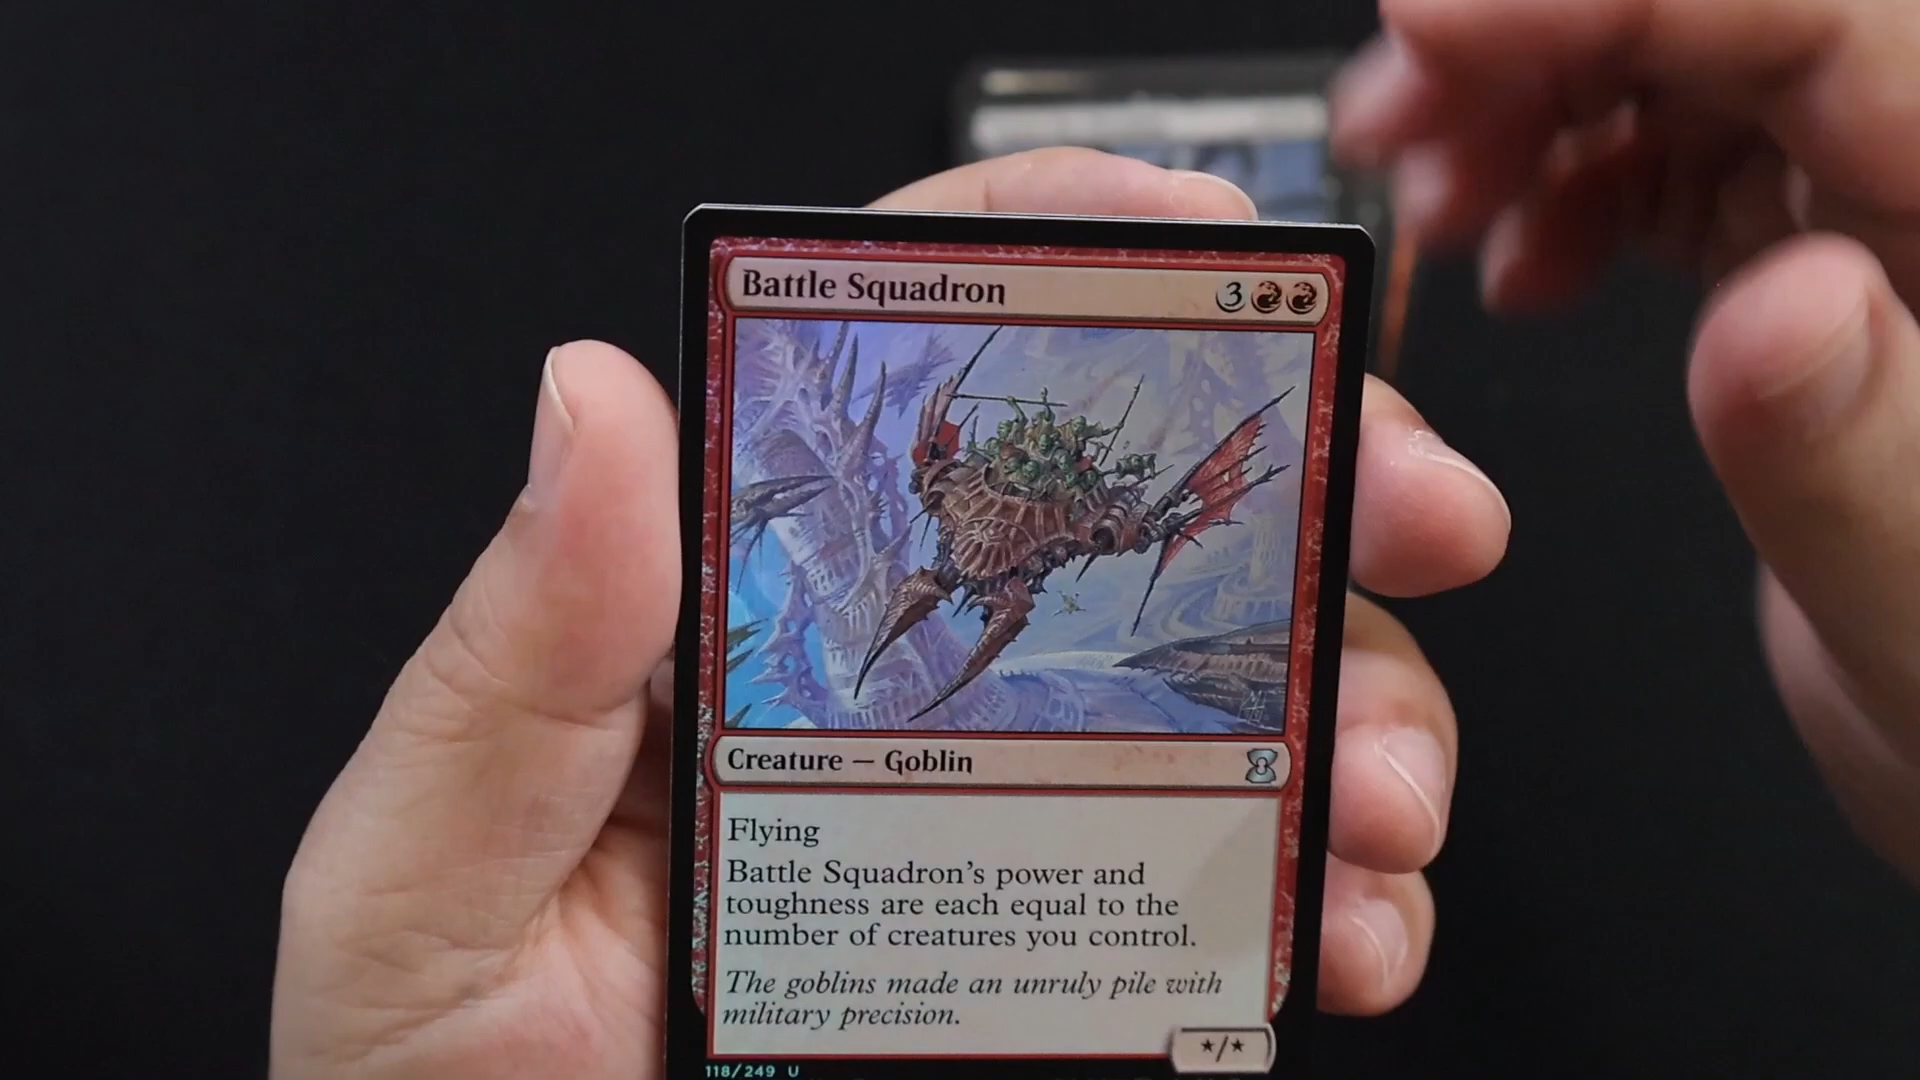 Battle Squadron 3
Creature — Goblin
Flying
Battle Squadron's power and
toughness are each equal to the
number of creatures you control.
The goblins made an unruly pile with
military precision.
★/★
118/249 U